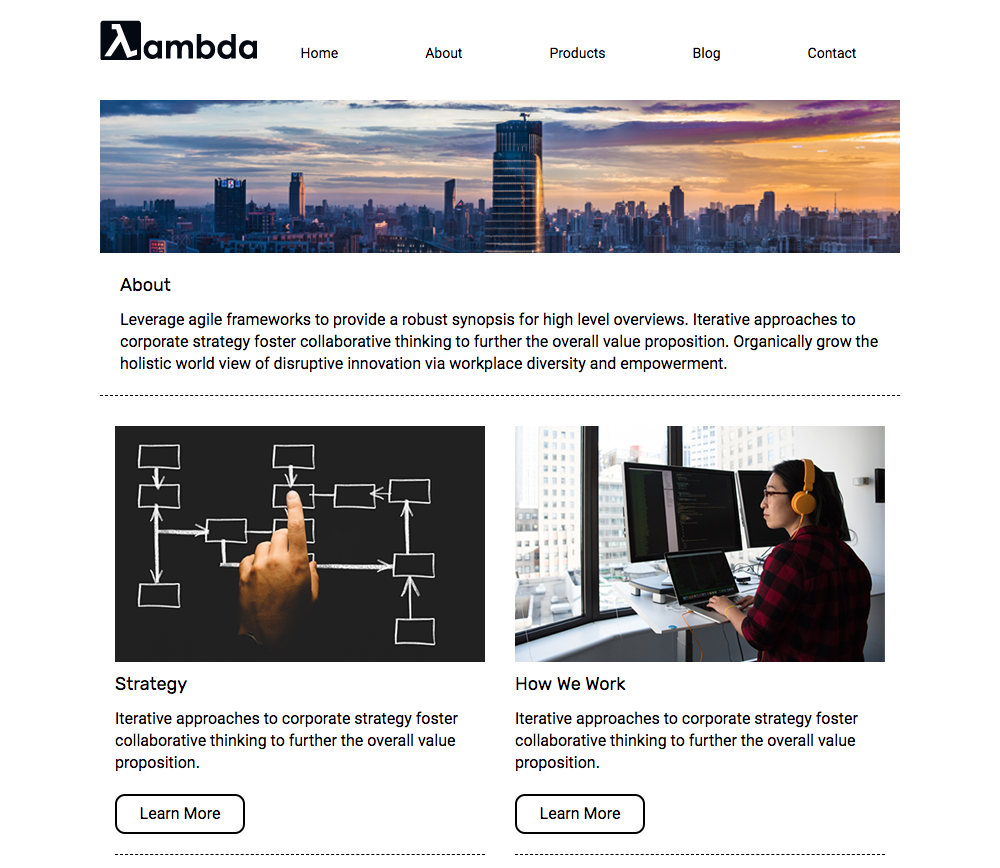 λambda
Home About Products Blog Contact
About
Leverage agile frameworks to provide a robust synopsis for high level overviews. Iterative approaches to
corporate strategy foster collaborative thinking to further the overall value proposition. Organically grow the
holistic world view of disruptive innovation via workplace diversity and empowerment.
Strategy
Iterative approaches to corporate strategy foster
collaborative thinking to further the overall value
proposition.
Learn More
How We Work
Iterative approaches to corporate strategy foster
collaborative thinking to further the overall value
proposition.
Learn More